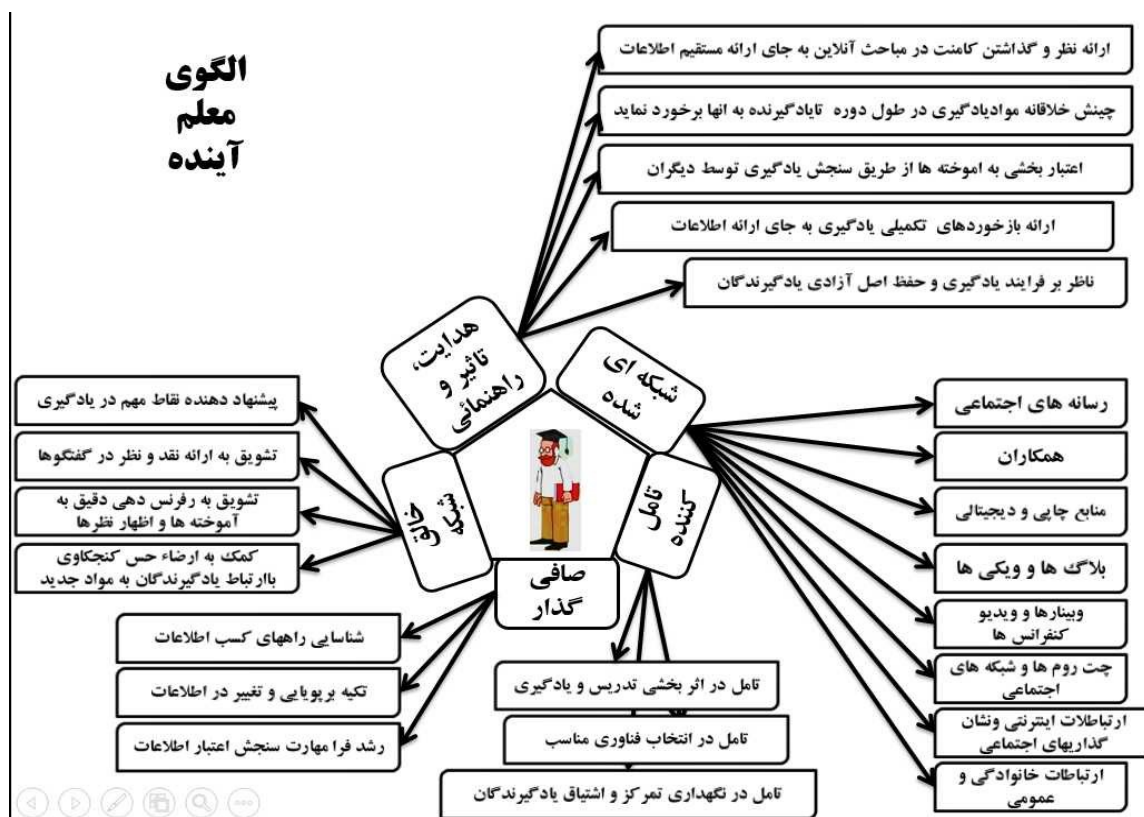 الگوی
معلم
آینده
ارائه نظر و گذاشتن کامنت در مباحث آنلاین به جای ارائه مستقیم اطلاعات
چینش خلاقانه موادیادگیری در طول دوره تایادگیرنده به انها برخورد نماید
اعتبار بخشی به اموخته ها از طریق سنجش یادگیری توسط دیگران
ارائه بازخوردهای تکمیلی یادگیری به جای ارائه اطلاعات
ناظر بر فرایند یادگیری و حفظ اصل آزادی یادگیرندگان
هدایت،
تاثیر و
راهنمائی
شبکه ای
شده
رسانه های اجتماعی
همکاران
منابع چاپی و دیجیتالی
بلاگ ها و ویکی ها
وبینارها و ویدیو
کنفرانس ها
چت روم ها و شبکه های
اجتماعی
ارتباطلات اینترنتی ونشان
گذاریهای اجتماعی
ارتباطات خانوادگی و
عمومی
تامل
کننده
تامل در اثر بخشی تدریس و یادگیری
تامل در انتخاب فناوری مناسب
تامل در نگهداری تمرکز و اشتیاق یادگیرندگان
صافی
گذار
شناسایی راههای کسب اطلاعات
تکیه برپویایی و تغییر در اطلاعات
رشد فرا مهارت سنجش اعتبار اطلاعات
خالق
شبکه
پیشنهاد دهنده نقاط مهم در یادگیری
تشویق به ارائه نقد و نظر در گفتگوها
تشویق به رفرنس دهی دقیق به
آموخته ها و اظهار نظرها
کمک به ارضاء حس کنجکاوی
باارتباط یادگیرندگان به مواد جدید